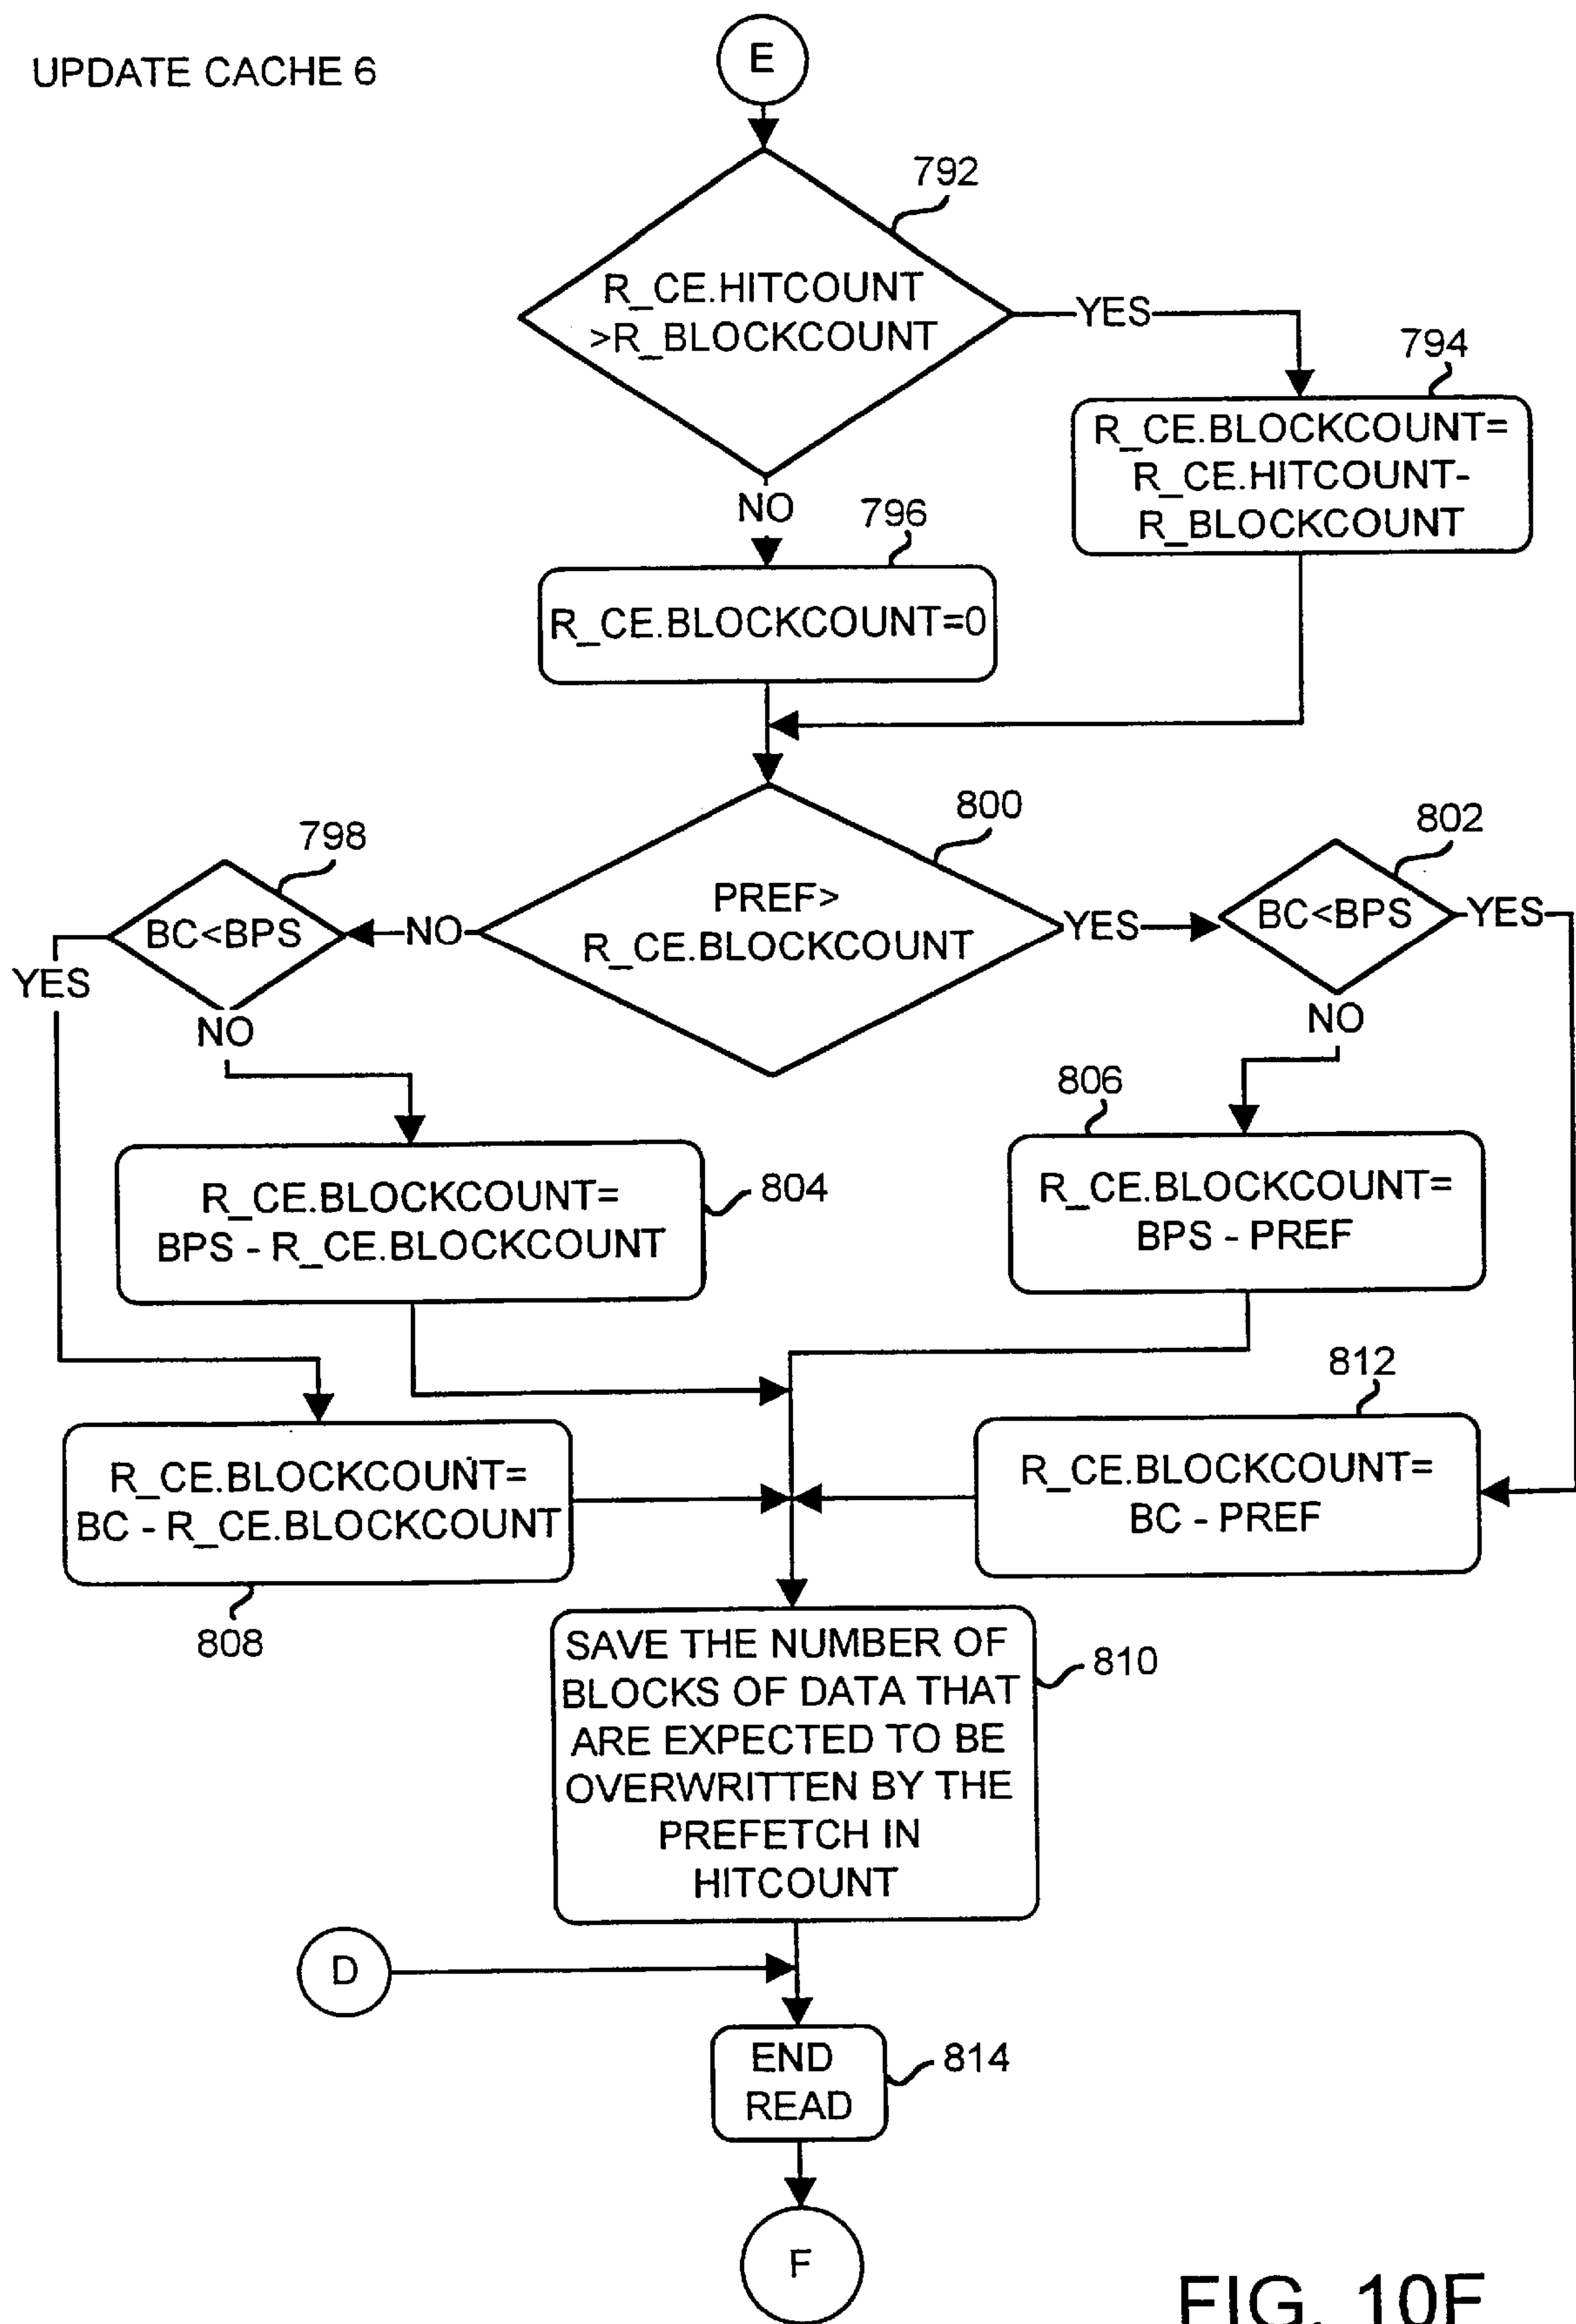 UPDATE CACHE 6
E
792
R_CE.HITCOUNT
>R_BLOCKCOUNT
YES
794
R_CE.BLOCKCOUNT=
R_CE.HITCOUNT-
R_BLOCKCOUNT
NO
796
R_CE.BLOCKCOUNT=0
800
798
802
PREF>
R_CE.BLOCKCOUNT
BC<BPS
NO
YES
BC<BPS
YES
YES
NO
NO
806
804
R_CE.BLOCKCOUNT=
BPS - R_CE.BLOCKCOUNT
R_CE.BLOCKCOUNT=
BPS - PREF
812
R_CE.BLOCKCOUNT=
BC - R_CE.BLOCKCOUNT
R_CE.BLOCKCOUNT=
BC - PREF
808
SAVE THE NUMBER OF
BLOCKS OF DATA THAT
ARE EXPECTED TO BE
OVERWRITTEN BY THE
PREFETCH IN
HITCOUNT
810
D
END
READ
814
F
FIG. 10F